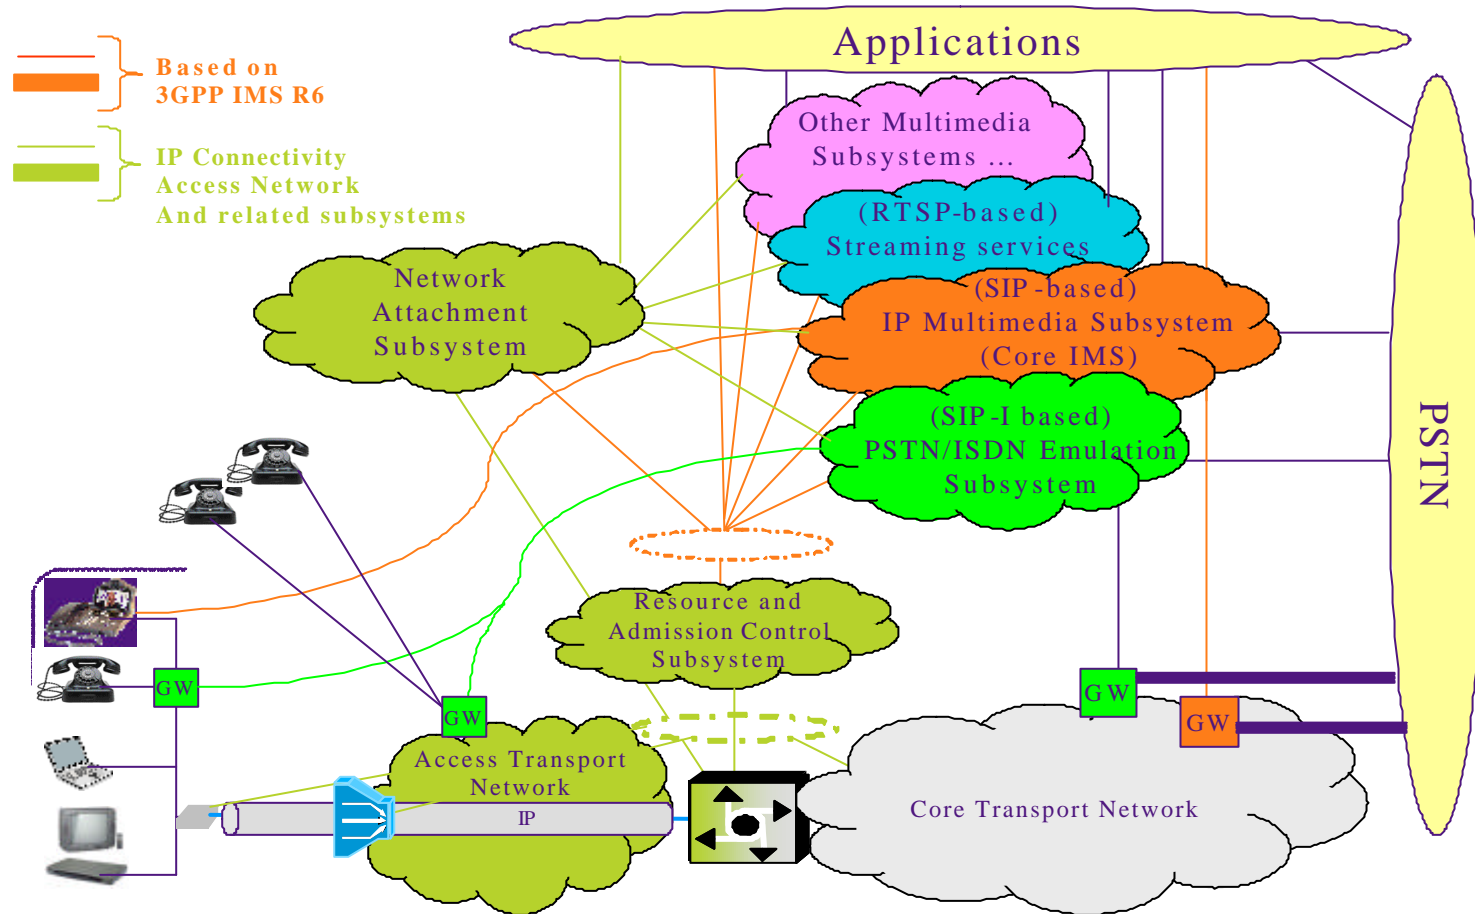 Applications
Based on
3GPP IMS R6
IP Connectivity
Access Network
And related subsystems
Other Multimedia
Subsystems ...
(RTSP-based)
Streaming services
Network
Attachment
Subsystem
(SIP-based)
IP Multimedia Subsystem
(Core IMS)
(SIP-I based)
PSTN/ISDN Emulation
Subsystem
PSTN
Resource and
Admission Control
Subsystem
GW
GW
GW
GW
Access Transport
Network
IP
Core Transport Network